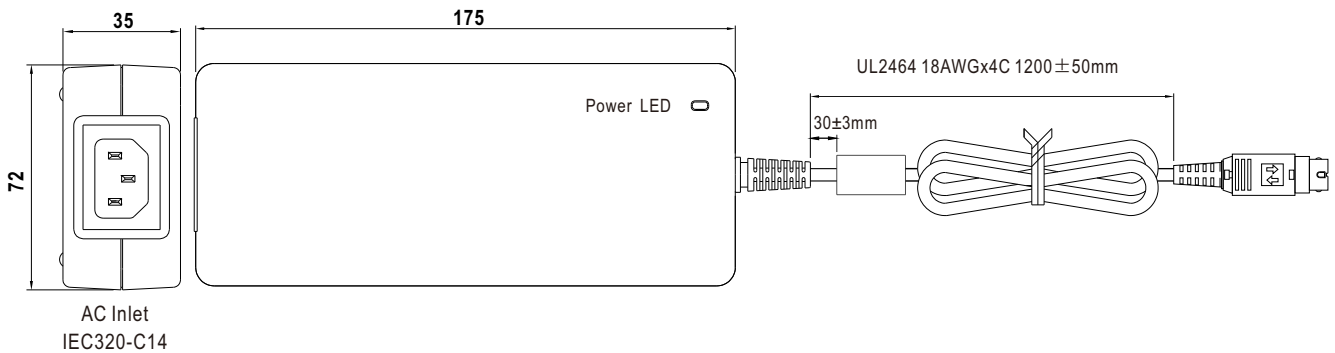 35
175
UL2464 18AWGx4C 1200±50mm
Power LED
30±3mm
72
AC Inlet
IEC320-C14